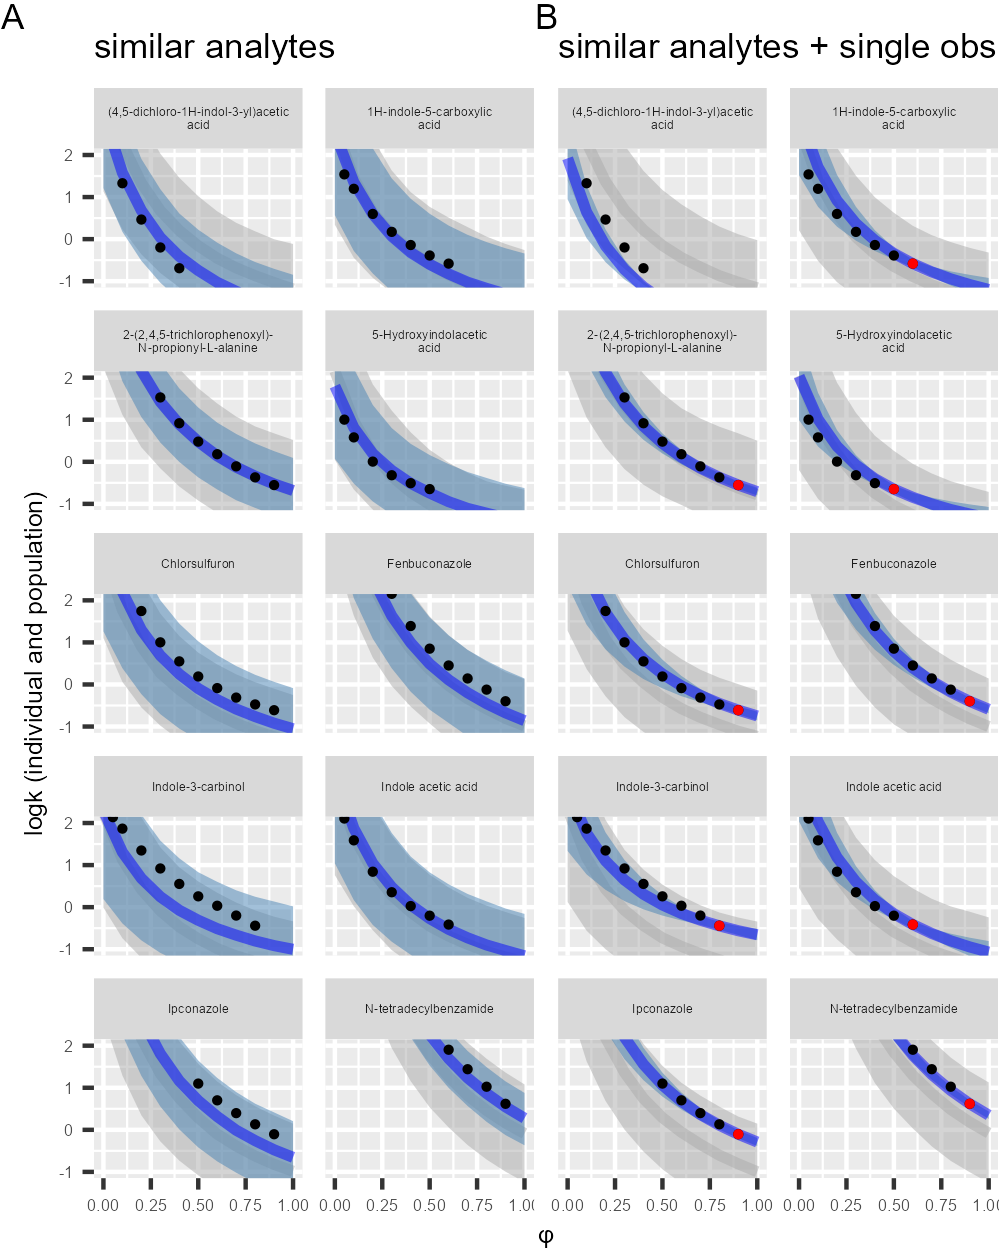 A
B
similar analytes
similar analytes + single obs
(4,5-dichloro-1H-indol-3-yl)acetic
acid
1H-indole-5-carboxylic
acid
(4,5-dichloro-1H-indol-3-yl)acetic
acid
1H-indole-5-carboxylic
acid
2
1
0
-1
2-(2,4,5-trichlorophenoxyl)-
N-propionyl-L-alanine
5-Hydroxyindolacetic
acid
2-(2,4,5-trichlorophenoxyl)-
N-propionyl-L-alanine
5-Hydroxyindolacetic
acid
2
1
0
-1
Chlorsulfuron
Fenbuconazole
Chlorsulfuron
Fenbuconazole
2
1
0
-1
Indole-3-carbinol
Indole acetic acid
Indole-3-carbinol
Indole acetic acid
2
1
0
-1
Ipconazole
N-tetradecylbenzamide
Ipconazole
N-tetradecylbenzamide
2
1
0
-1
0.00 0.25 0.50 0.75 1.00
0.00 0.25 0.50 0.75 1.00
0.00 0.25 0.50 0.75 1.00
0.00 0.25 0.50 0.75 1.00
logk (individual and population)
φ